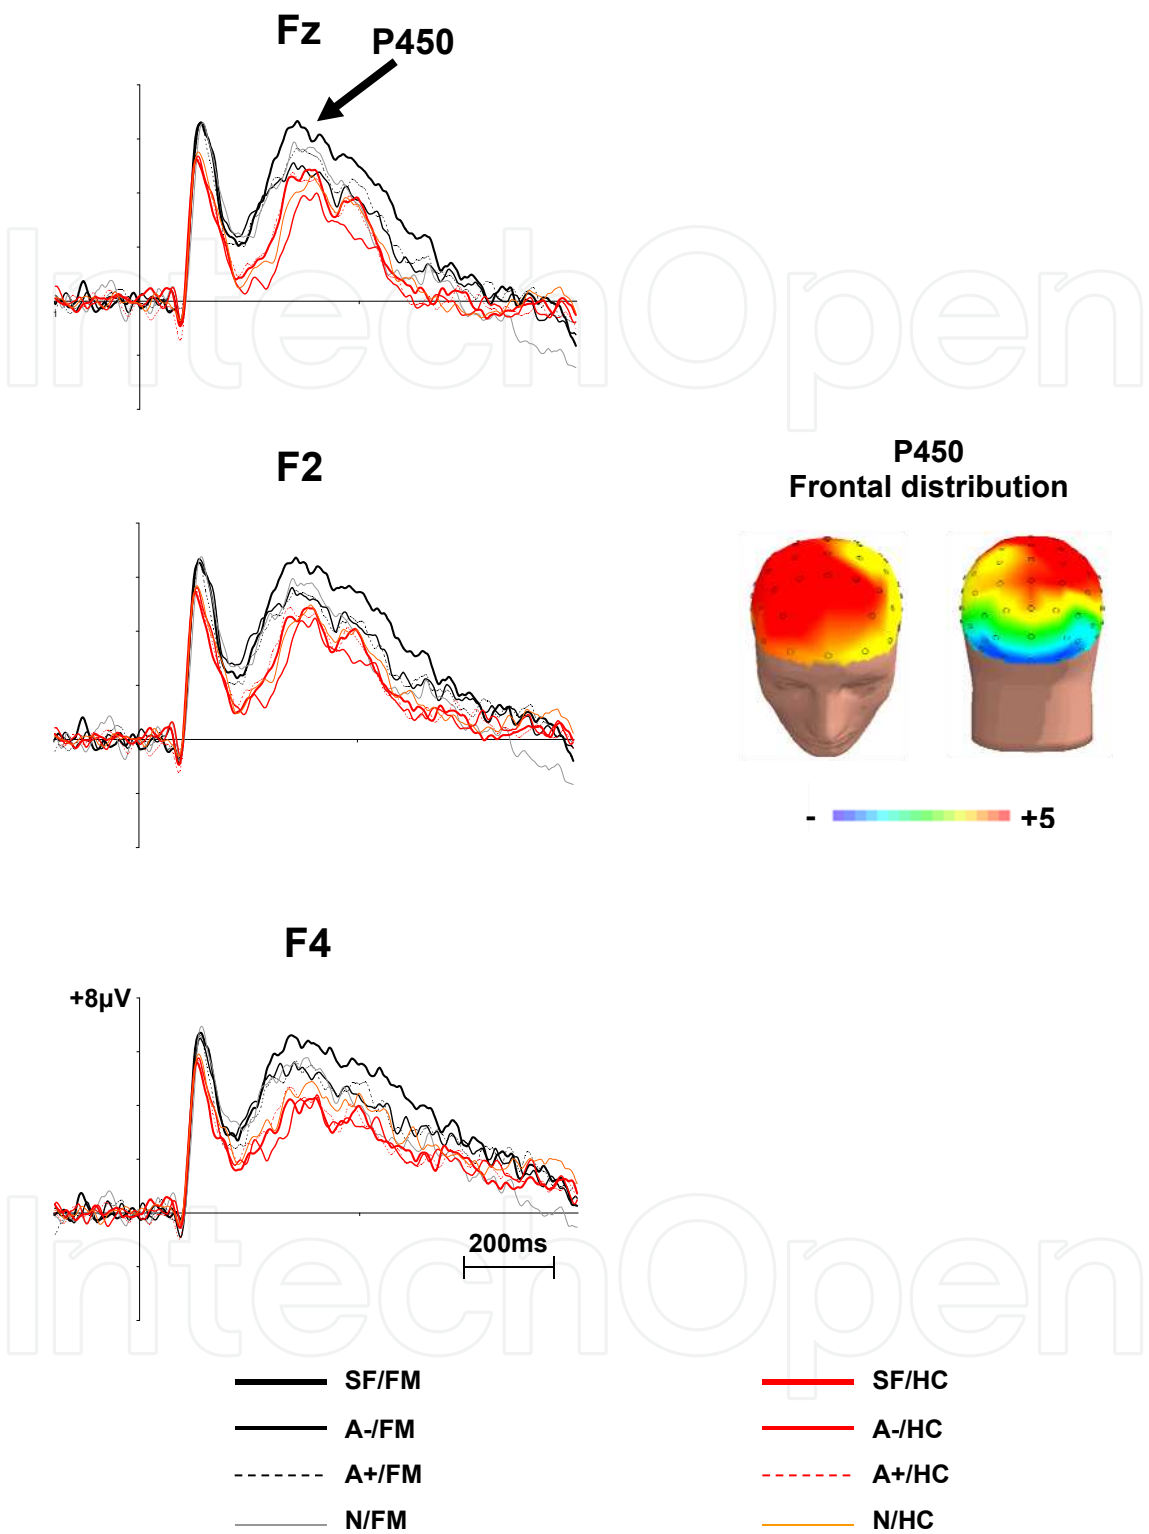 Fz
P450
IntechOpen
F2
P450
Frontal distribution
- +5
F4
+8µV
200ms
IntechOpen
SF/FM SF/HC
A-/FM A-/HC
A+/FM A+/HC
N/FM N/HC